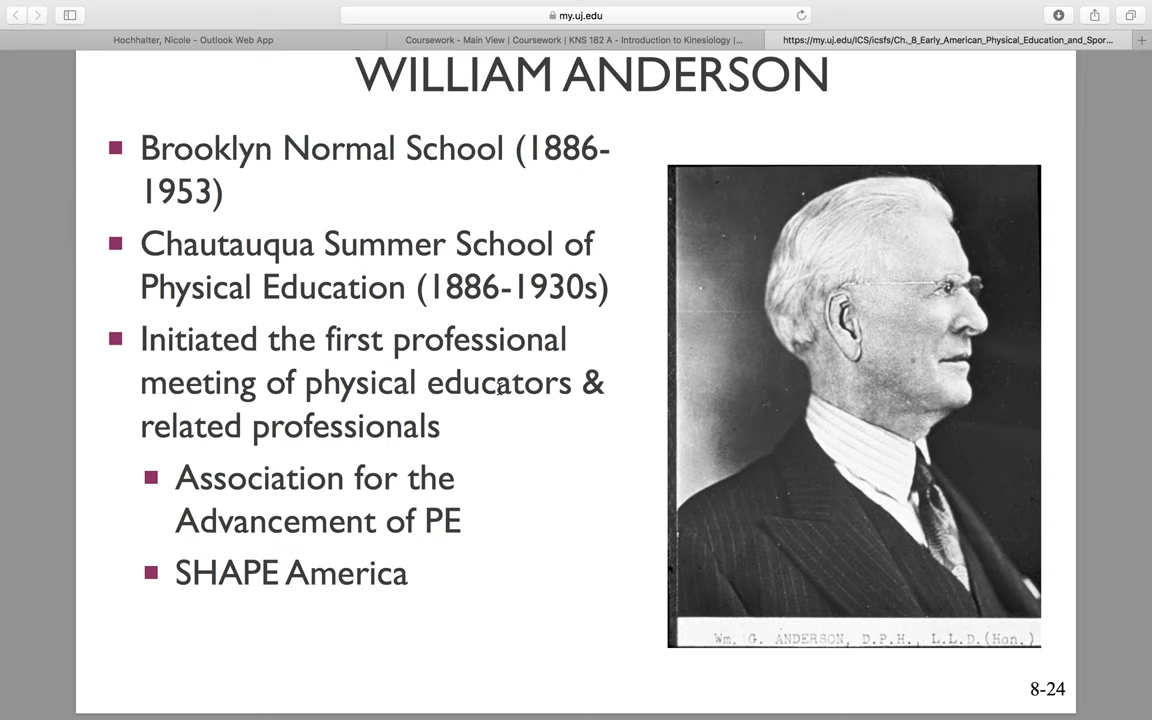 my.uj.edu
Hochhalter, Nicole - Outlook Web App
Coursework - Main View | Coursework | KNS 182 A - Introduction to Kinesiology |...
https://my.uj.edu/ICS/icsfs/Ch._8_Early_American_Physical_Education_and_Spor...
WILLIAM ANDERSON
Brooklyn Normal School (1886-
1953)
Chautauqua Summer School of
Physical Education (1886-1930s)
Initiated the first professional
meeting of physical educators &
related professionals
Association for the
Advancement of PE
SHAPE America
Wm. G. ANDERSON, D.P.H., L.L.D.(Hon.)
8-24